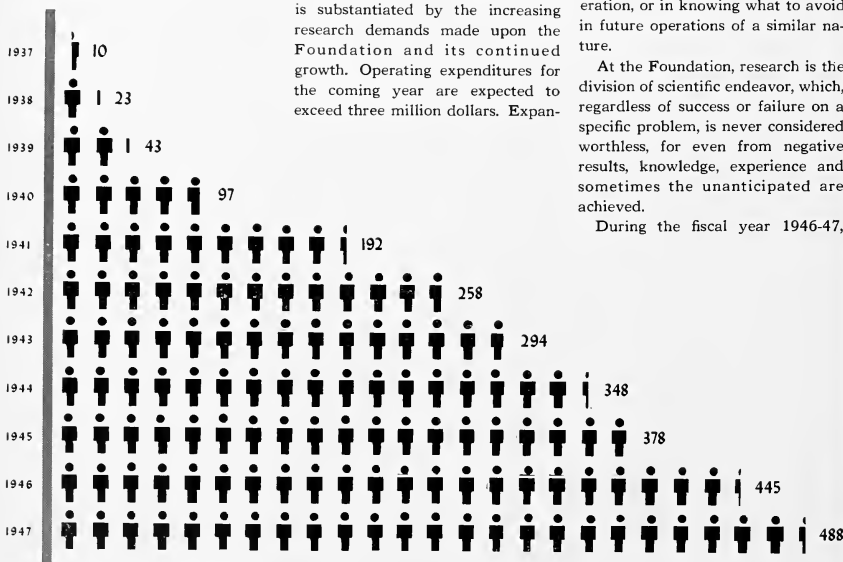 is substantiated by the increasing
research demands made upon the
Foundation and its continued
growth. Operating expenditures for
the coming year are expected to
exceed three million dollars. Expan-
eration, or in knowing what to avoid
in future operations of a similar na-
ture.
At the Foundation, research is the
division of scientific endeavor, which,
regardless of success or failure on a
specific problem, is never considered
worthless, for even from negative
results, knowledge, experience and
sometimes the unanticipated are
achieved.
During the fiscal year 1946-47,
1937 10
1938 23
1939 43
1940 97
1941 192
1942 258
1943 294
1944 348
1945 378
1946 445
1947 488